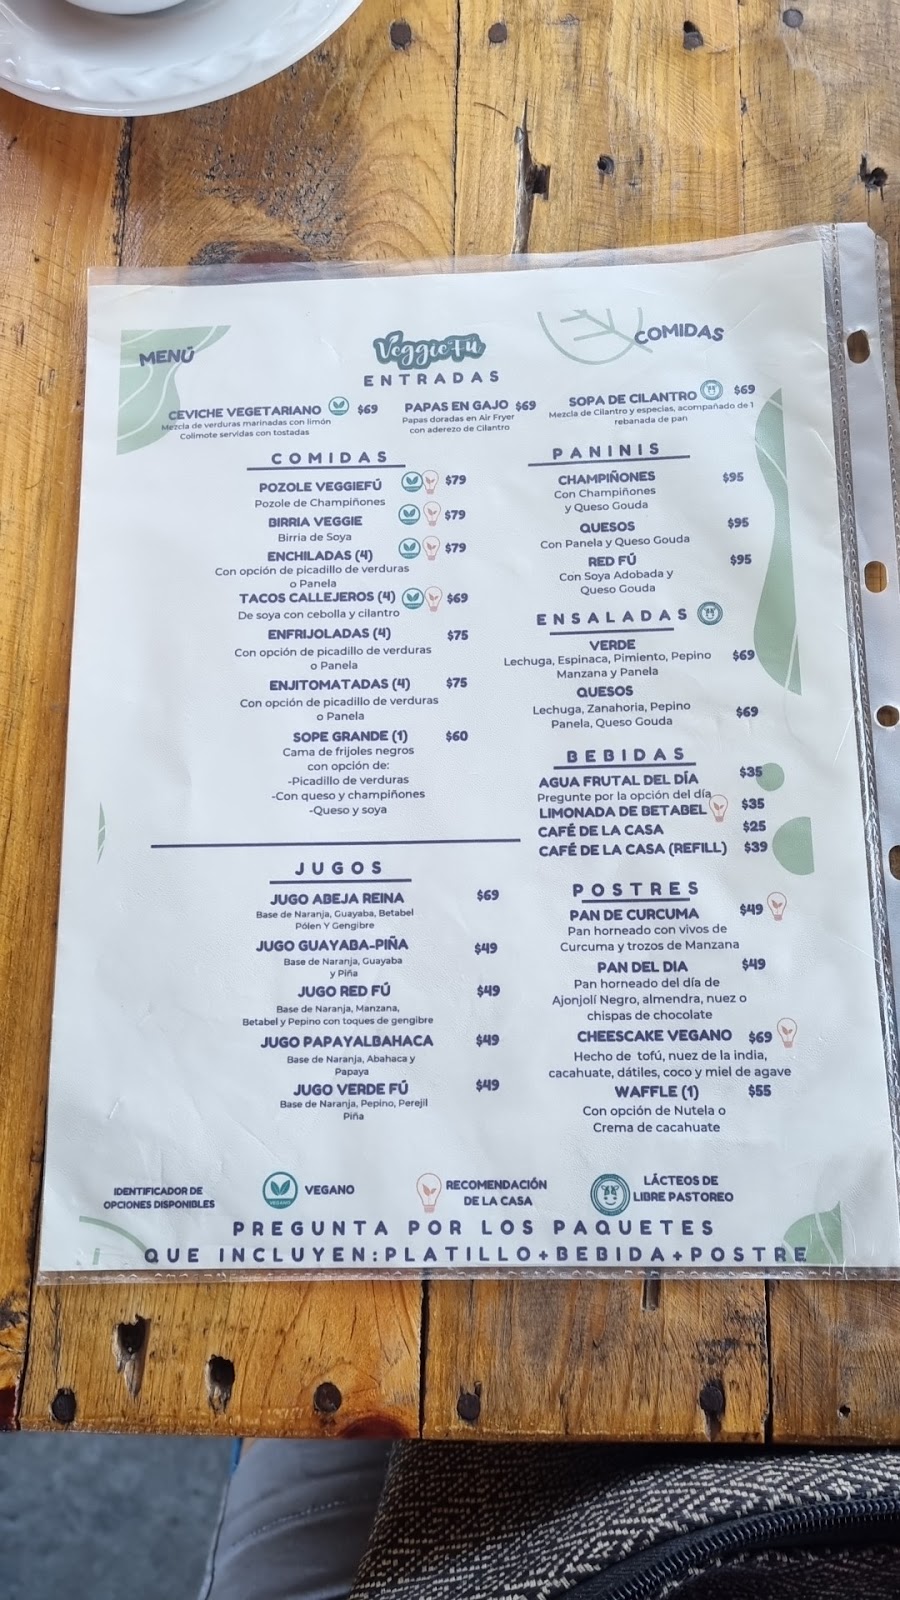 MENÚ
VeggieFú
COMIDAS
ENTRADAS
CEVICHE VEGETARIANO $69
Mezcla de verduras marinadas con limón
Colimote servidas con tostadas
PAPAS EN GAJO $69
Papas doradas en Air Fryer
con aderezo de Cilantro
SOPA DE CILANTRO $69
Mezcla de Cilantro y especias, acompañado de 1
rebanada de pan
COMIDAS
POZOLE VEGGIEFÚ $79
Pozole de Champiñones
BIRRIA VEGGIE $79
Birria de Soya
ENCHILADAS (4) $79
Con opción de picadillo de verduras
o Panela
TACOS CALLEJEROS (4) $69
De soya con cebolla y cilantro
ENFRIJOLADAS (4) $75
Con opción de picadillo de verduras
o Panela
ENJITOMATADAS (4) $75
Con opción de picadillo de verduras
o Panela
SOPE GRANDE (1) $60
Cama de frijoles negros
con opción de:
-Picadillo de verduras
-Con queso y champiñones
-Queso y soya
PANINIS
CHAMPIÑONES $95
Con Champiñones
y Queso Gouda
QUESOS $95
Con Panela y Queso Gouda
RED FÚ $95
Con Soya Adobada y
Queso Gouda
ENSALADAS
VERDE
Lechuga, Espinaca, Pimiento, Pepino $69
Manzana y Panela
QUESOS
Lechuga, Zanahoria, Pepino $69
Panela, Queso Gouda
BEBIDAS
AGUA FRUTAL DEL DÍA $35
Pregunte por la opción del día
LIMONADA DE BETABEL $35
CAFÉ DE LA CASA $25
CAFÉ DE LA CASA (REFILL) $39
JUGOS
JUGO ABEJA REINA $69
Base de Naranja, Guayaba, Betabel
Pólen Y Gengibre
JUGO GUAYABA-PIÑA $49
Base de Naranja, Guayaba
y Piña
JUGO RED FÚ $49
Base de Naranja, Manzana,
Betabel y Pepino con toques de gengibre
JUGO PAPAYALBAHACA $49
Base de Naranja, Abahaca y
Papaya
JUGO VERDE FÚ $49
Base de Naranja, Pepino, Perejil
Piña
POSTRES
PAN DE CURCUMA $49
Pan horneado con vivos de
Curcuma y trozos de Manzana
PAN DEL DIA $49
Pan horneado del día de
Ajonjolí Negro, almendra, nuez o
chispas de chocolate
CHEESCAKE VEGANO $69
Hecho de tofú, nuez de la india,
cacahuate, dátiles, coco y miel de agave
WAFFLE (1) $55
Con opción de Nutela o
Crema de cacahuate
IDENTIFICADOR DE
OPCIONES DISPONIBLES
VEGANO
VEGANO
RECOMENDACIÓN
DE LA CASA
LÁCTEOS DE
LIBRE PASTOREO
PREGUNTA POR LOS PAQUETES
QUE INCLUYEN:PLATILLO+BEBIDA+POSTRE